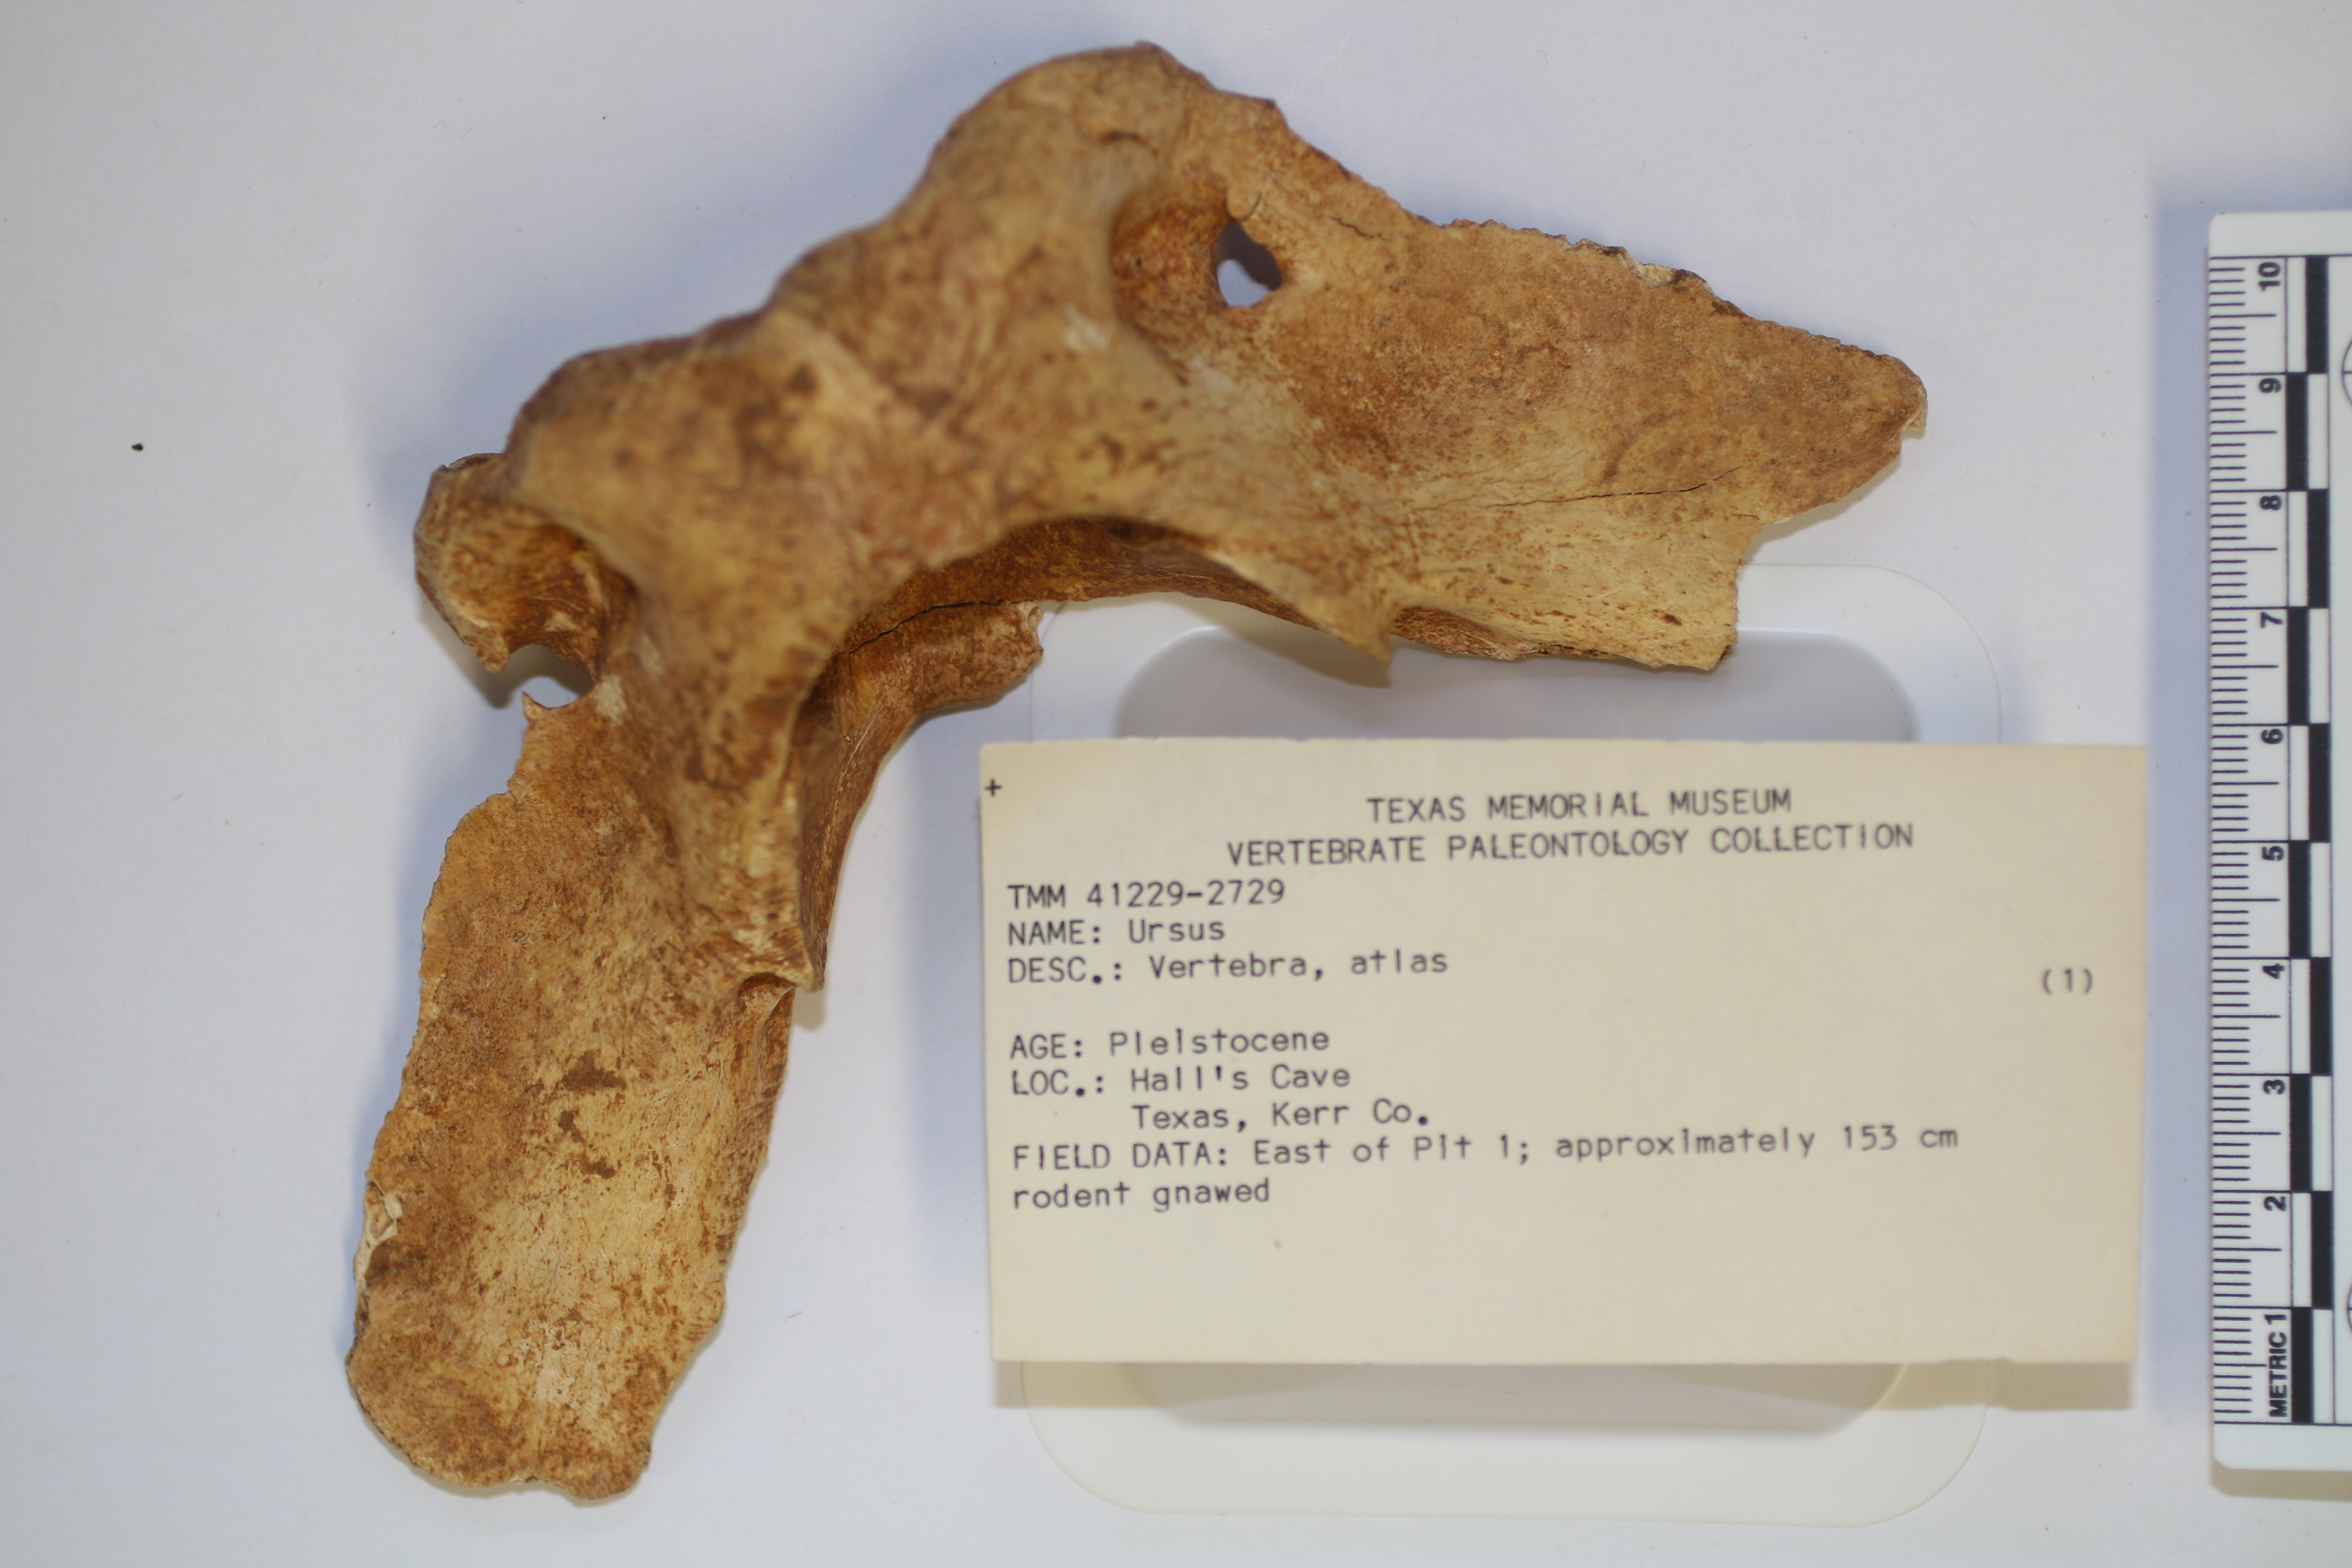 +
TEXAS MEMORIAL MUSEUM
VERTEBRATE PALEONTOLOGY COLLECTION
TMM 41229-2729
NAME: Ursus
DESC.: Vertebra, atlas
(1)
AGE: Pleistocene
LOC.: Hall's Cave
Texas, Kerr Co.
FIELD DATA: East of Pit 1; approximately 153 cm
rodent gnawed
10
9
8
7
6
5
4
3
2
METRIC 1